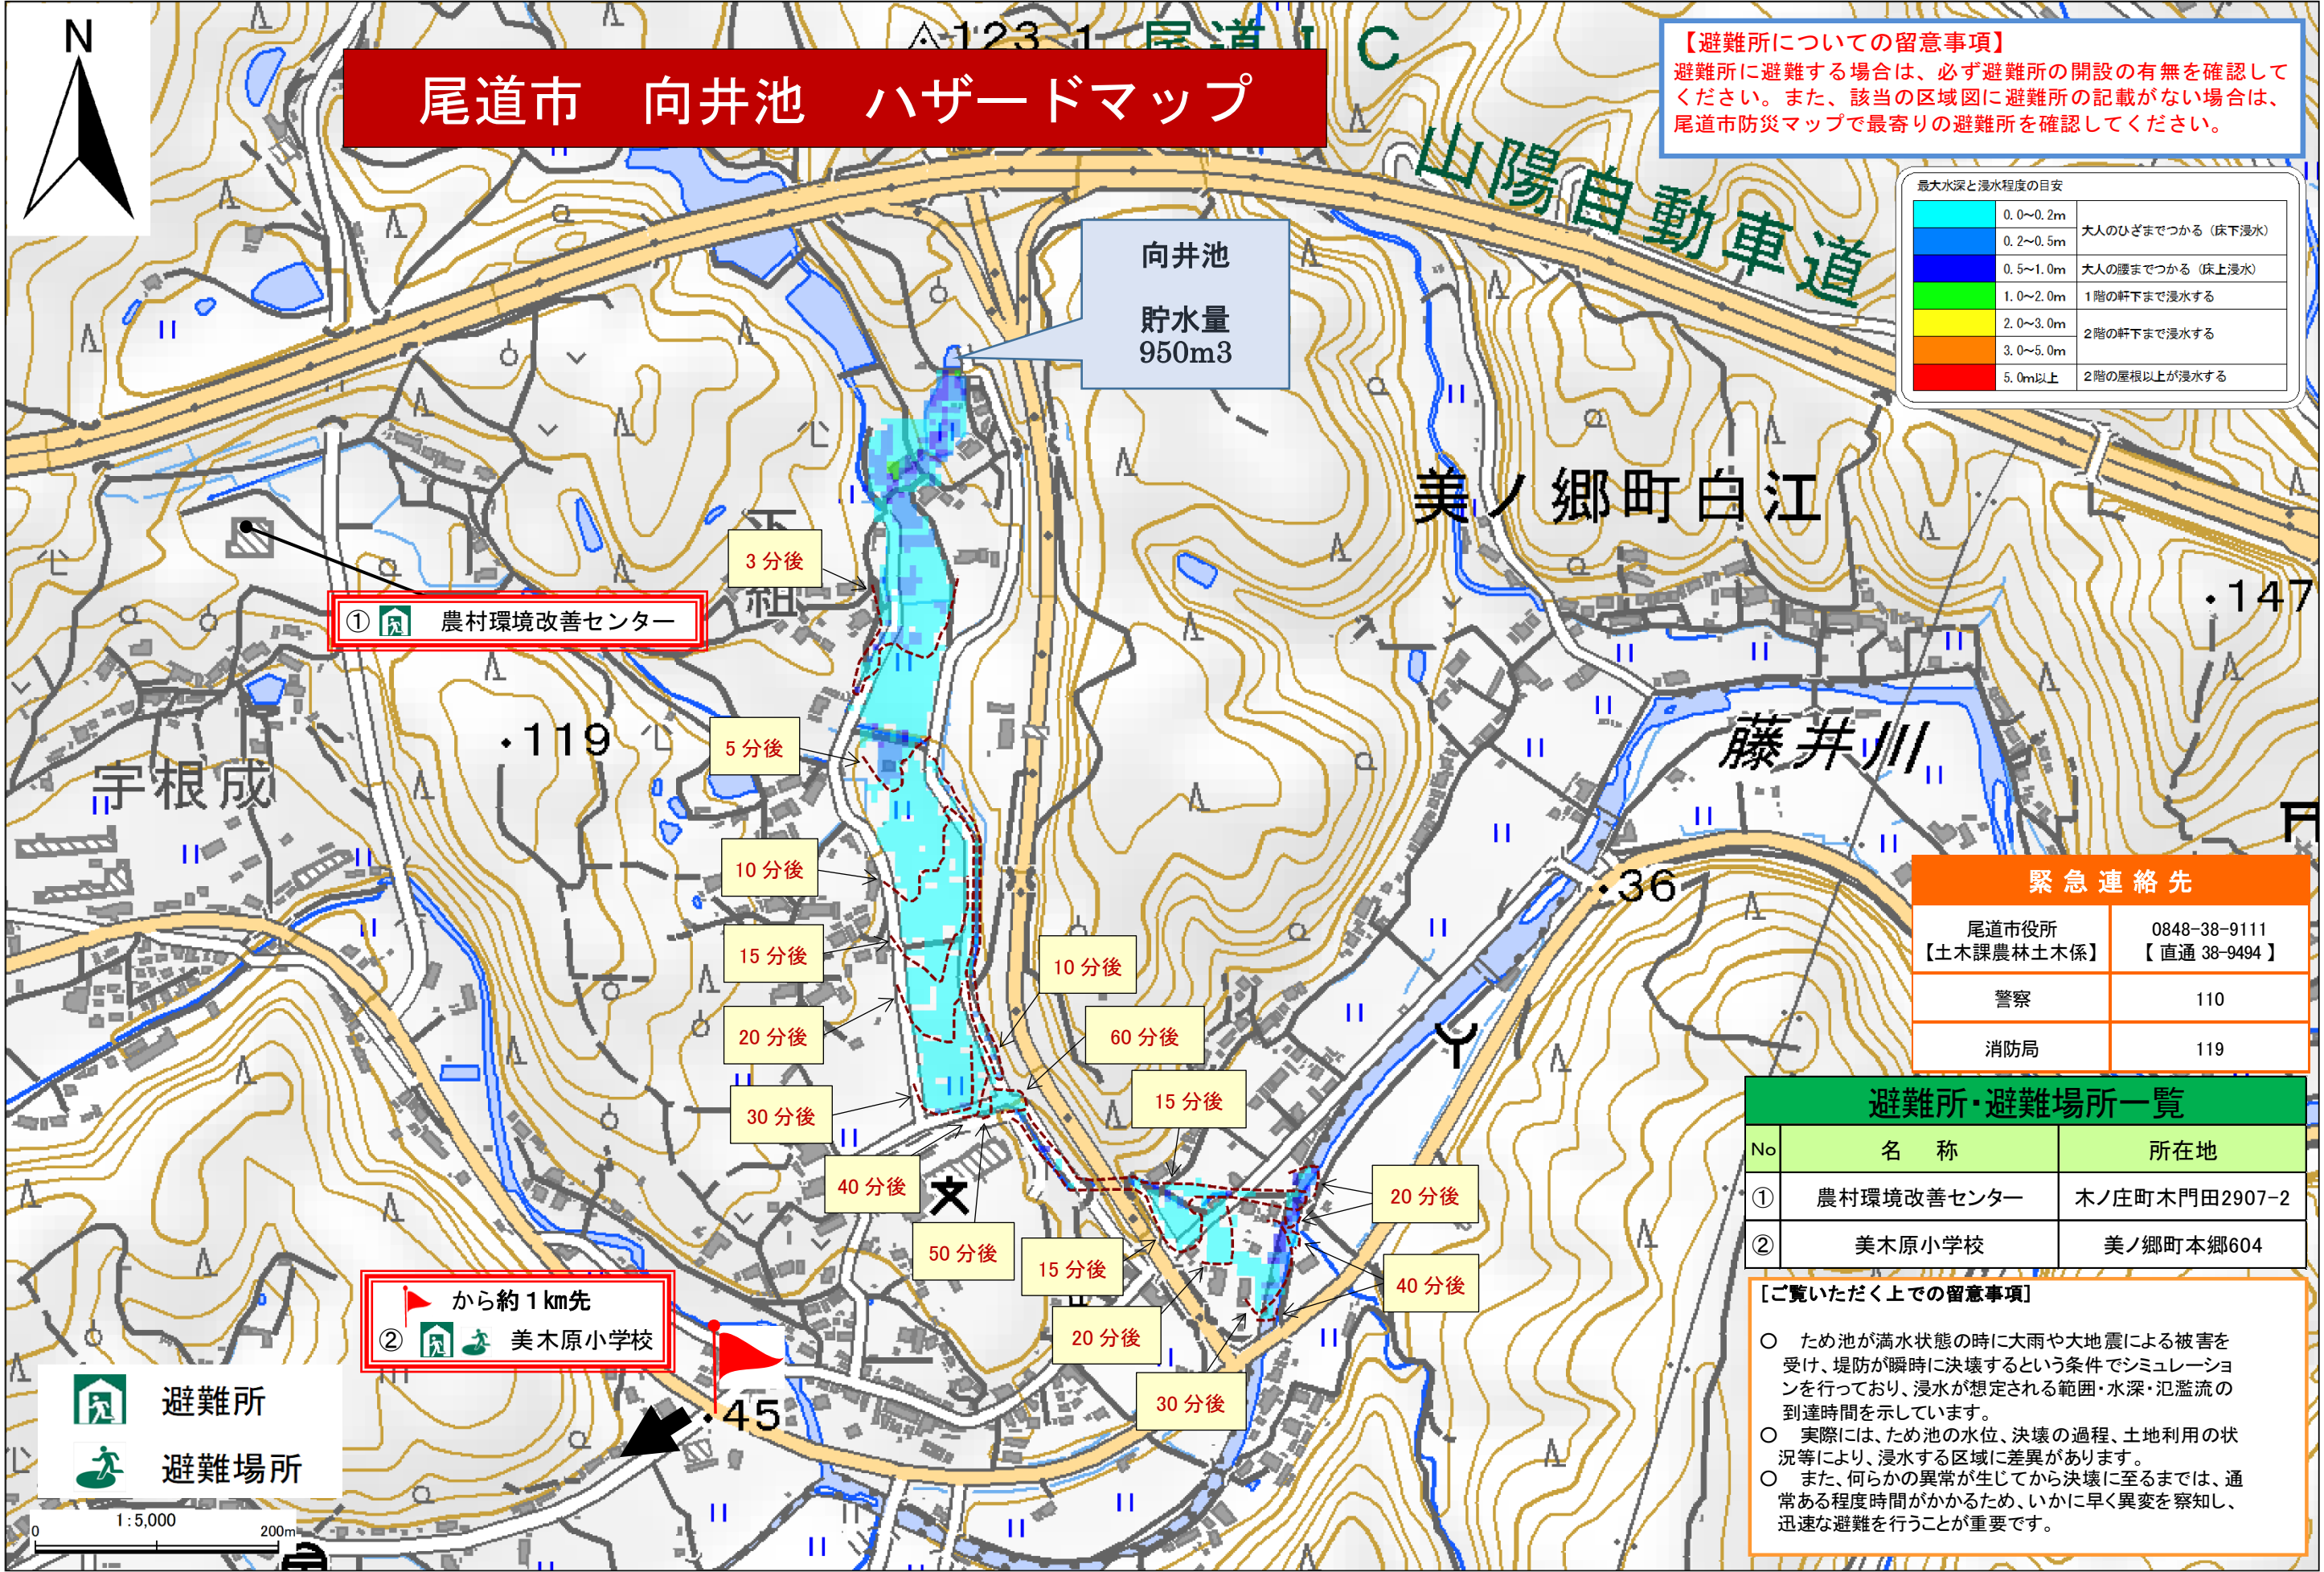 N
123.1
尾道IC
尾道市　向井池　ハザードマップ
【避難所についての留意事項】
避難所に避難する場合は、必ず避難所の開設の有無を確認して
ください。また、該当の区域図に避難所の記載がない場合は、
尾道市防災マップで最寄りの避難所を確認してください。
山陽自動車道
最大水深と浸水程度の目安
0.0～0.2m
大人のひざまでつかる（床下浸水）
0.2～0.5m
0.5～1.0m 大人の腰までつかる（床上浸水）
1.0～2.0m 1階の軒下まで浸水する
2.0～3.0m
2階の軒下まで浸水する
3.0～5.0m
5.0m以上 2階の屋根以上が浸水する
向井池
貯水量
950m3
美ノ郷町白江
下組
3分後
① 農村環境改善センター
147
119
宇根成
藤井川
5分後
10分後
36
15分後
10分後
20分後
60分後
30分後
15分後
40分後
文
20分後
50分後
15分後
40分後
20分後
30分後
緊急連絡先
尾道市役所
【土木課農林土木係】
0848-38-9111
【 直通 38-9494 】
警察 110
消防局 119
避難所・避難場所一覧
No 名　称 所在地
① 農村環境改善センター 木ノ庄町木門田2907-2
② 美木原小学校 美ノ郷町本郷604
から約1km先
② 美木原小学校
45
避難所
避難場所
1:5,000
0 200m
[ご覧いただく上での留意事項]
○　ため池が満水状態の時に大雨や大地震による被害を
受け、堤防が瞬時に決壊するという条件でシミュレーショ
ンを行っており、浸水が想定される範囲・水深・氾濫流の
到達時間を示しています。
○　実際には、ため池の水位、決壊の過程、土地利用の状
況等により、浸水する区域に差異があります。
○　また、何らかの異常が生じてから決壊に至るまでは、通
常ある程度時間がかかるため、いかに早く異変を察知し、
迅速な避難を行うことが重要です。